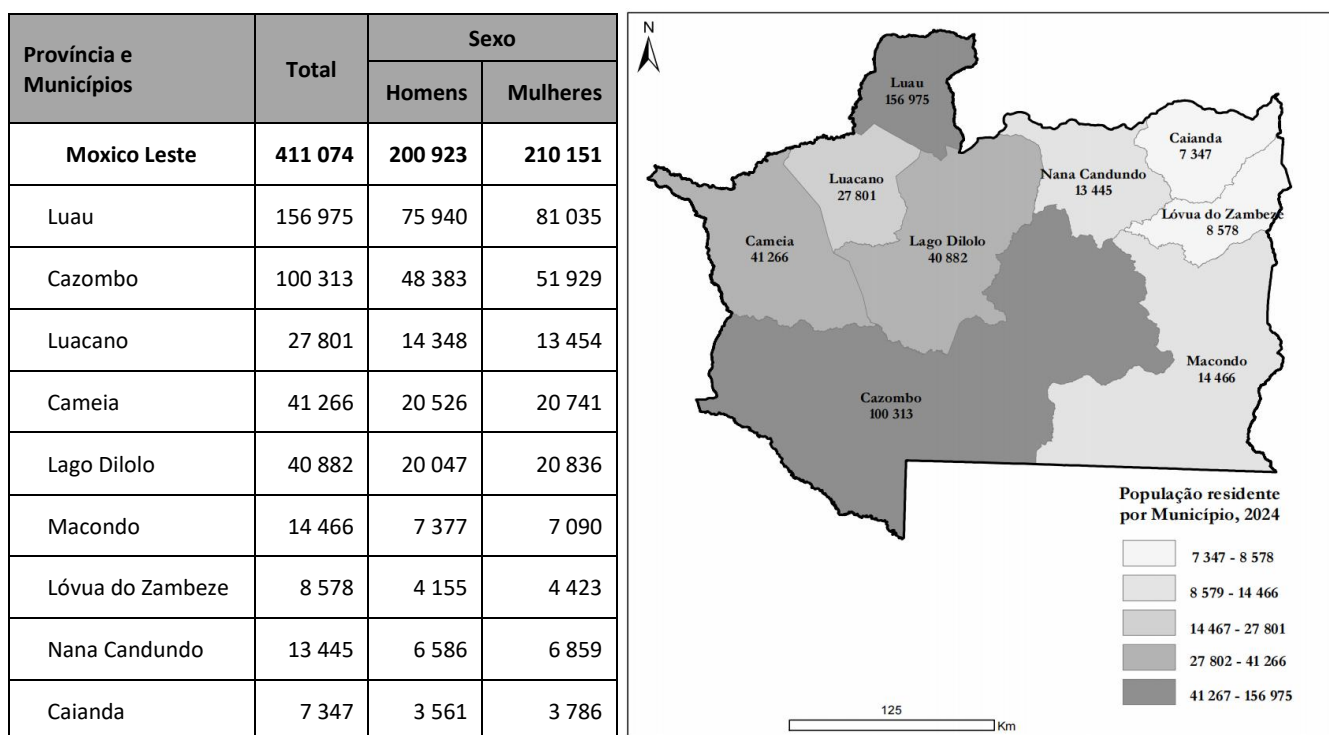 Província e Municípios Total Sexo
Homens Mulheres
Moxico Leste 411 074 200 923 210 151
Luau 156 975 75 940 81 035
Cazombo 100 313 48 383 51 929
Luacano 27 801 14 348 13 454
Cameia 41 266 20 526 20 741
Lago Dilolo 40 882 20 047 20 836
Macondo 14 466 7 377 7 090
Lóvua do Zambeze 8 578 4 155 4 423
Nana Candundo 13 445 6 586 6 859
Caianda 7 347 3 561 3 786
N
Luau
156 975
Caianda
7 347
Luacano
27 801
Nana Candundo
13 445
Lóvua do Zambeze
8 578
Cameia
41 266
Lago Dilolo
40 882
Macondo
14 466
Cazombo
100 313
População residente
por Município, 2024
7 347 - 8 578
8 579 - 14 466
14 467 - 27 801
27 802 - 41 266
41 267 - 156 975
125
Km